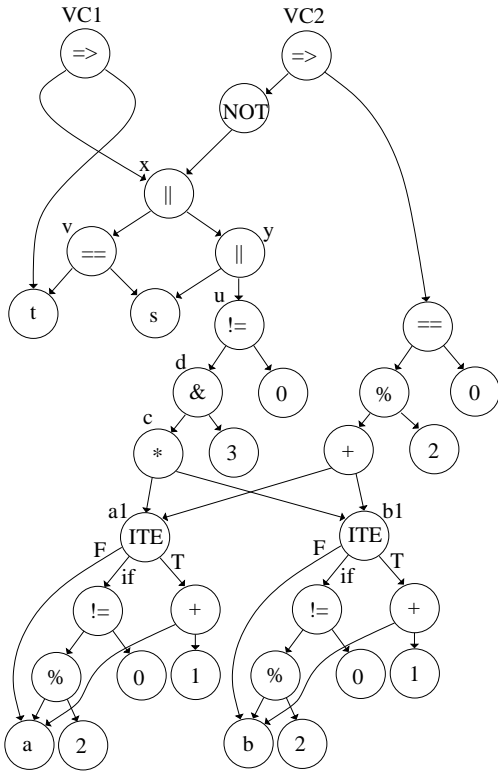 VC1 VC2
=> =>
NOT
x
||
v y
== ||
u
t s
!= ==
d
& 0 % 0
c
* 3 + 2
a1 b1
ITE ITE
F T F T
if if
!= + != +
% 0 1 % 0 1
a 2 b 2